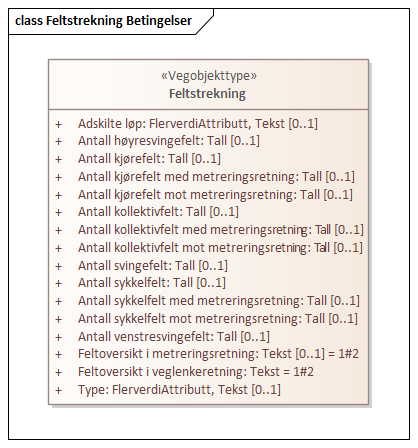 class Feltstrekning Betingelser
«Vegobjekttype»
Feltstrekning
+ Adskilte løp: FlerverdiAttributt, Tekst [0..1]
+ Antall høyresvingefelt: Tall [0..1]
+ Antall kjørefelt: Tall [0..1]
+ Antall kjørefelt med metreringsretning: Tall [0..1]
+ Antall kjørefelt mot metreringsretning: Tall [0..1]
+ Antall kollektivfelt: Tall [0..1]
+ Antall kollektivfelt med metreringsretning: Tall [0..1]
+ Antall kollektivfelt mot metreringsretning: Tall [0..1]
+ Antall svingefelt: Tall [0..1]
+ Antall sykkelfelt: Tall [0..1]
+ Antall sykkelfelt med metreringsretning: Tall [0..1]
+ Antall sykkelfelt mot metreringsretning: Tall [0..1]
+ Antall venstresvingefelt: Tall [0..1]
+ Feltoversikt i metreringsretning: Tekst [0..1] = 1#2
+ Feltoversikt i veglenkeretning: Tekst = 1#2
+ Type: FlerverdiAttributt, Tekst [0..1]